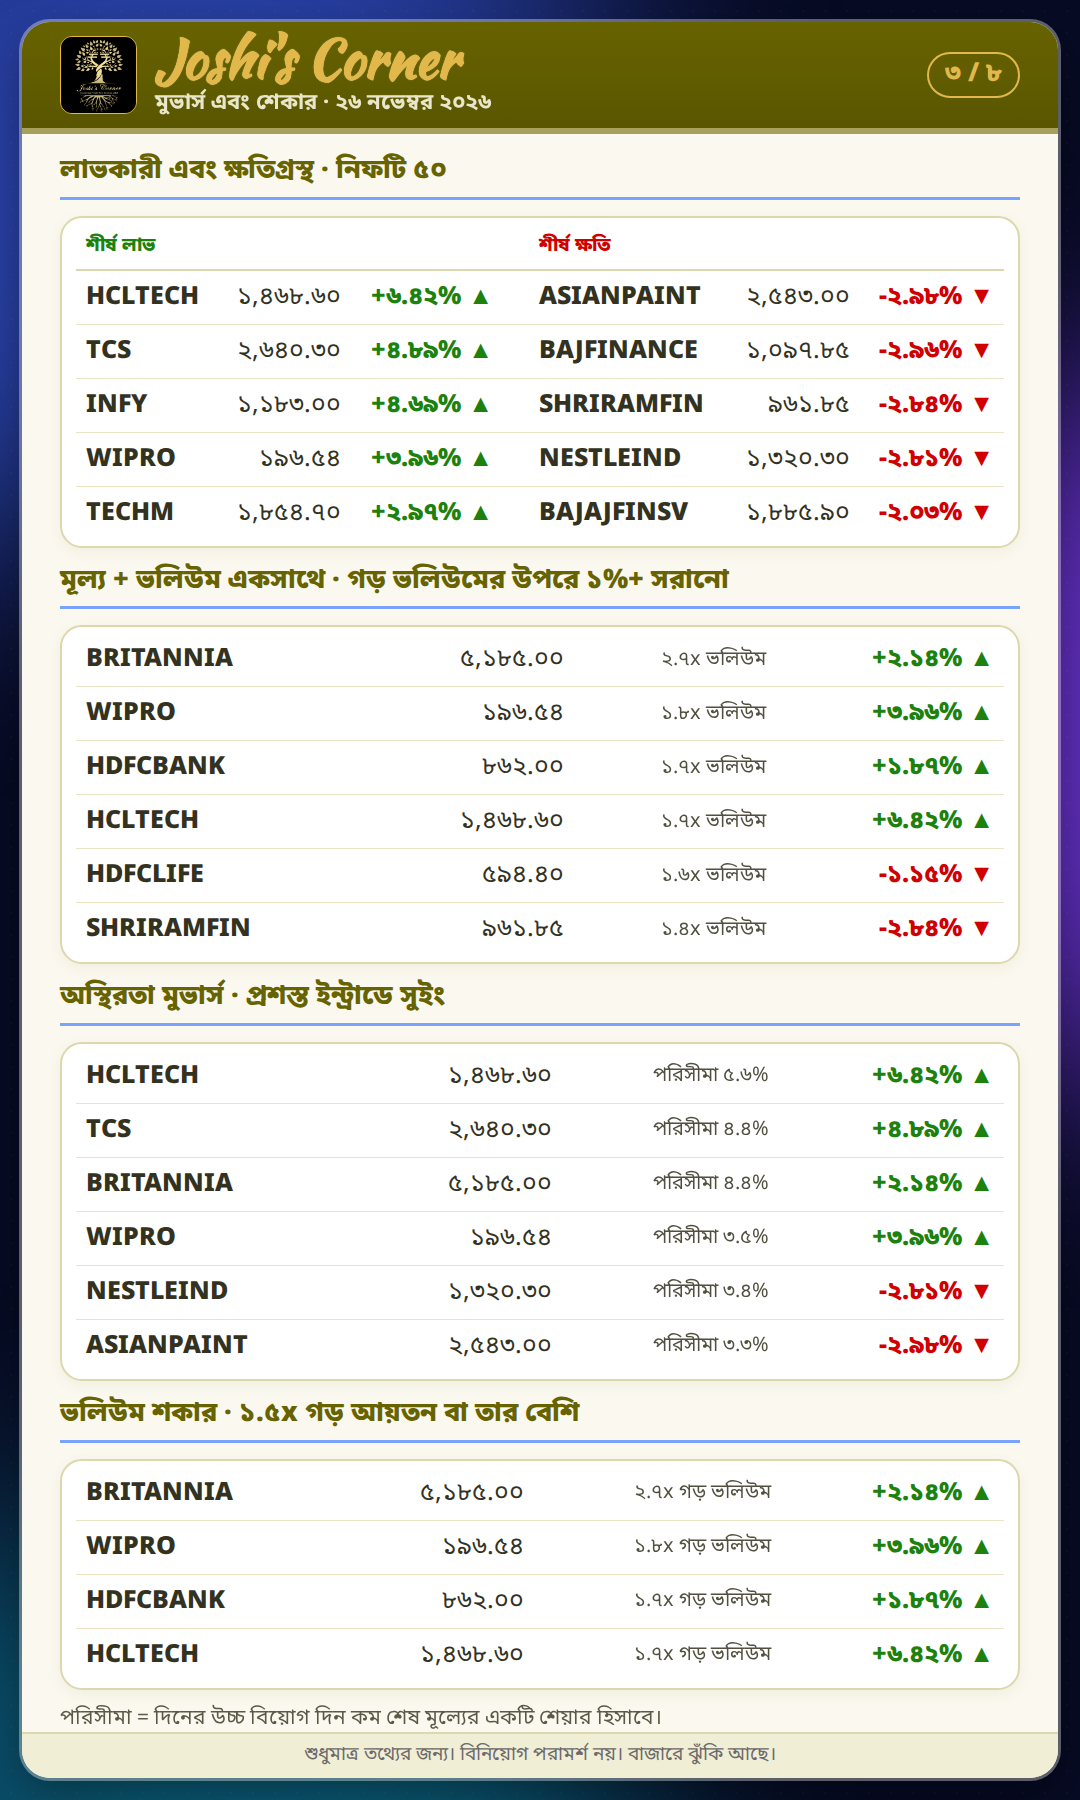 Joshi's Corner
মুভার্স এবং শেকার · ২৬ নভেম্বর ২০২৬
৩ / ৮
লাভকারী এবং ক্ষতিগ্রস্থ · নিফটি ৫০
শীর্ষ লাভ শীর্ষ ক্ষতি
HCLTECH ১,৪৬৮.৬০ +৬.৪২% ▲ ASIANPAINT ২,৫৪৩.০০ -২.৯৮% ▼
TCS ২,৬৪০.৩০ +৪.৮৯% ▲ BAJFINANCE ১,০৯৭.৮৫ -২.৯৬% ▼
INFY ১,১৮৩.০০ +৪.৬৯% ▲ SHRIRAMFIN ৯৬১.৮৫ -২.৮৪% ▼
WIPRO ১৯৬.৫৪ +৩.৯৬% ▲ NESTLEIND ১,৩২০.৩০ -২.৮১% ▼
TECHM ১,৮৫৪.৭০ +২.৯৭% ▲ BAJAJFINSV ১,৮৮৫.৯০ -২.০৩% ▼
মূল্য + ভলিউম একসাথে · গড় ভলিউমের উপরে ১%+ সরানো
BRITANNIA ৫,১৮৫.০০ ২.৭x ভলিউম +২.১৪% ▲
WIPRO ১৯৬.৫৪ ১.৮x ভলিউম +৩.৯৬% ▲
HDFCBANK ৮৬২.০০ ১.৭x ভলিউম +১.৮৭% ▲
HCLTECH ১,৪৬৮.৬০ ১.৭x ভলিউম +৬.৪২% ▲
HDFCLIFE ৫৯৪.৪০ ১.৬x ভলিউম -১.১৫% ▼
SHRIRAMFIN ৯৬১.৮৫ ১.৪x ভলিউম -২.৮৪% ▼
অস্থিরতা মুভার্স · প্রশস্ত ইন্ট্রাডে সুইং
HCLTECH ১,৪৬৮.৬০ পরিসীমা ৫.৬% +৬.৪২% ▲
TCS ২,৬৪০.৩০ পরিসীমা ৪.৪% +৪.৮৯% ▲
BRITANNIA ৫,১৮৫.০০ পরিসীমা ৪.৪% +২.১৪% ▲
WIPRO ১৯৬.৫৪ পরিসীমা ৩.৫% +৩.৯৬% ▲
NESTLEIND ১,৩২০.৩০ পরিসীমা ৩.৪% -২.৮১% ▼
ASIANPAINT ২,৫৪৩.০০ পরিসীমা ৩.৩% -২.৯৮% ▼
ভলিউম শকার · ১.৫x গড় আয়তন বা তার বেশি
BRITANNIA ৫,১৮৫.০০ ২.৭x গড় ভলিউম +২.১৪% ▲
WIPRO ১৯৬.৫৪ ১.৮x গড় ভলিউম +৩.৯৬% ▲
HDFCBANK ৮৬২.০০ ১.৭x গড় ভলিউম +১.৮৭% ▲
HCLTECH ১,৪৬৮.৬০ ১.৭x গড় ভলিউম +৬.৪২% ▲
পরিসীমা = দিনের উচ্চ বিয়োগ দিন কম শেষ মূল্যের একটি শেয়ার হিসাবে।
শুধুমাত্র তথ্যের জন্য। বিনিয়োগ পরামর্শ নয়। বাজারে ঝুঁকি আছে।